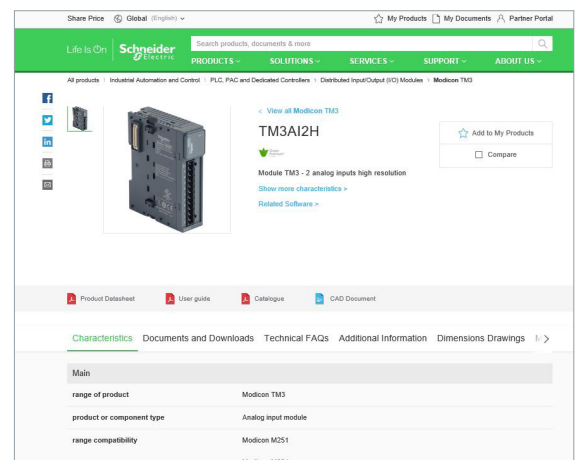 Share Price Global (English) My Products My Documents Partner Portal
Life Is On Schneider Electric
Search products, documents & more
PRODUCTS SOLUTIONS SERVICES SUPPORT ABOUT US
All products Industrial Automation and Control PLC, PAC and Dedicated Controllers Distributed Input/Output (I/O) Modules Modicon TM3
< View all Modicon TM3
TM3AI2H
Add to My Products
Compare
Module TM3 - 2 analog inputs high resolution
Show more characteristics >
Related Software >
Product Datasheet User guide Catalogue CAD Document
Characteristics Documents and Downloads Technical FAQs Additional Information Dimensions Drawings
Main
range of product Modicon TM3
product or component type Analog input module
range compatibility Modicon M251